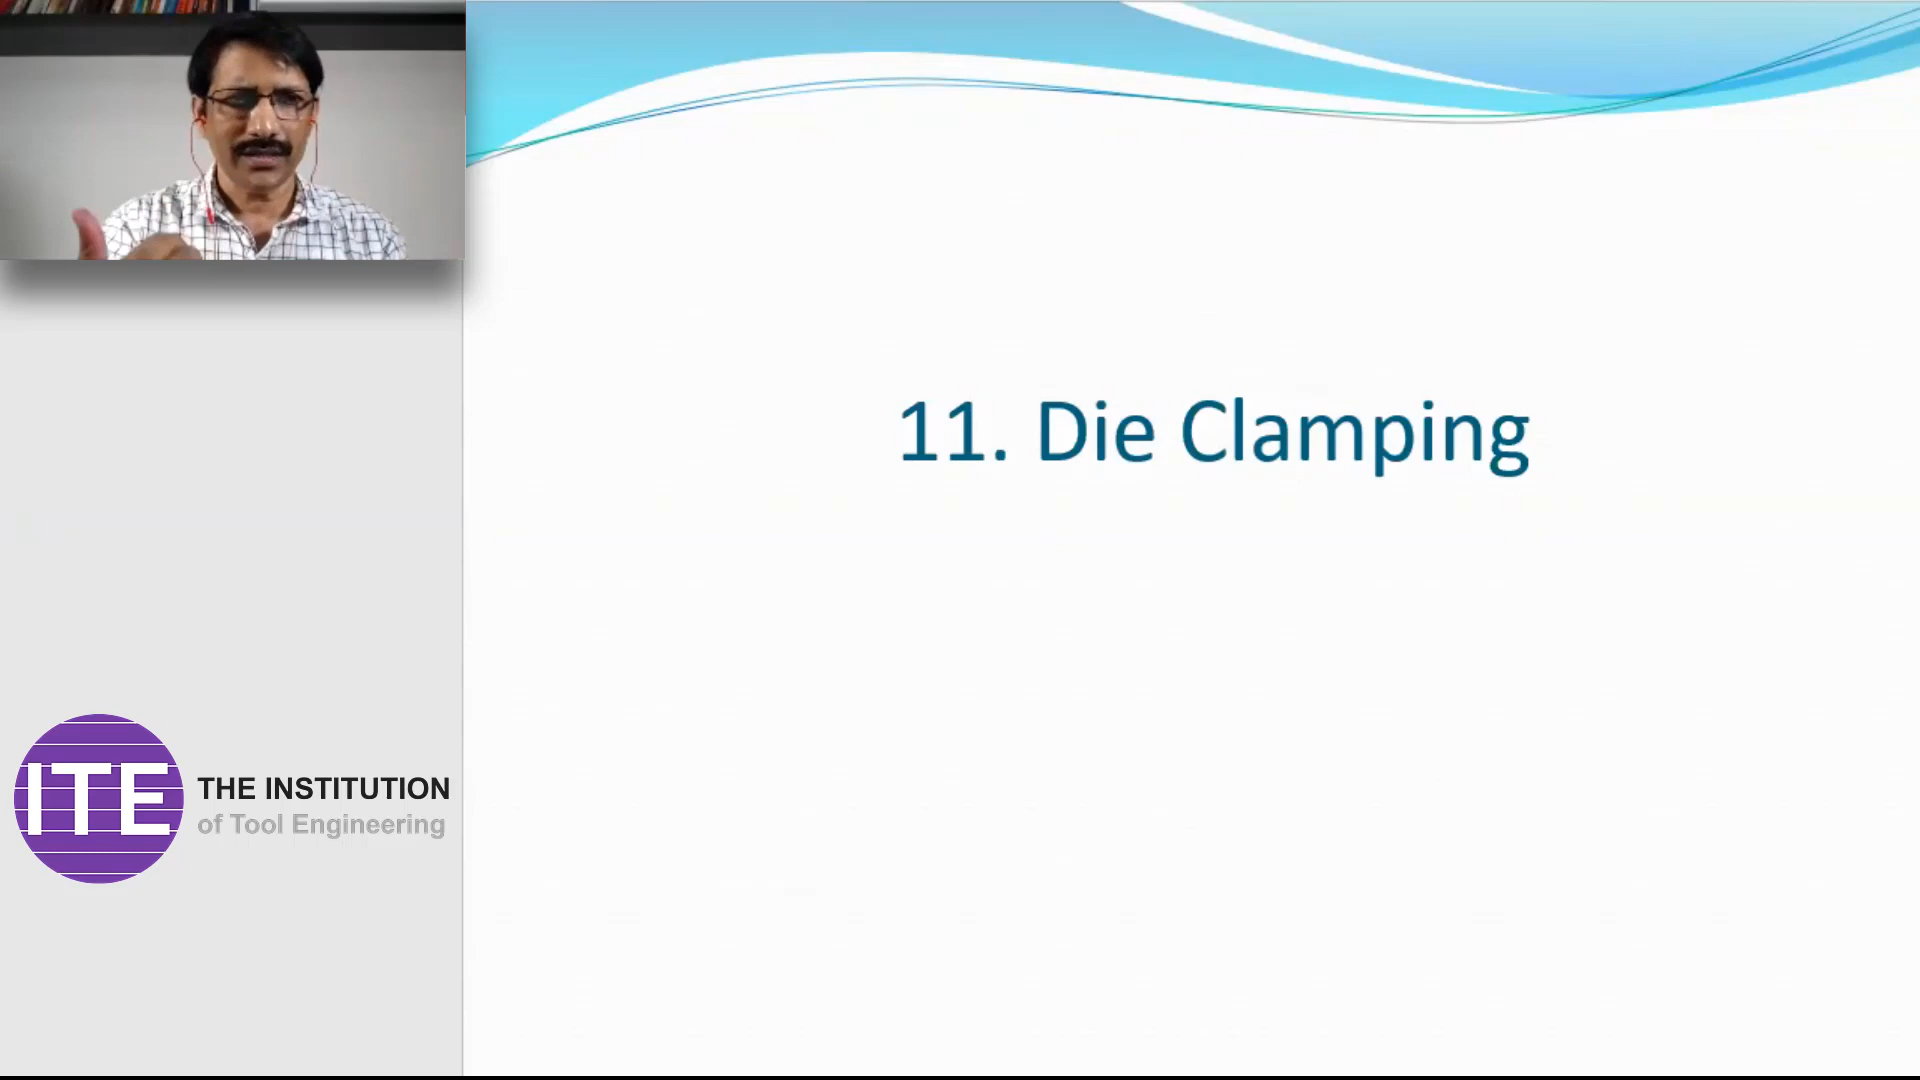 11. Die Clamping
ITE
THE INSTITUTION
of Tool Engineering